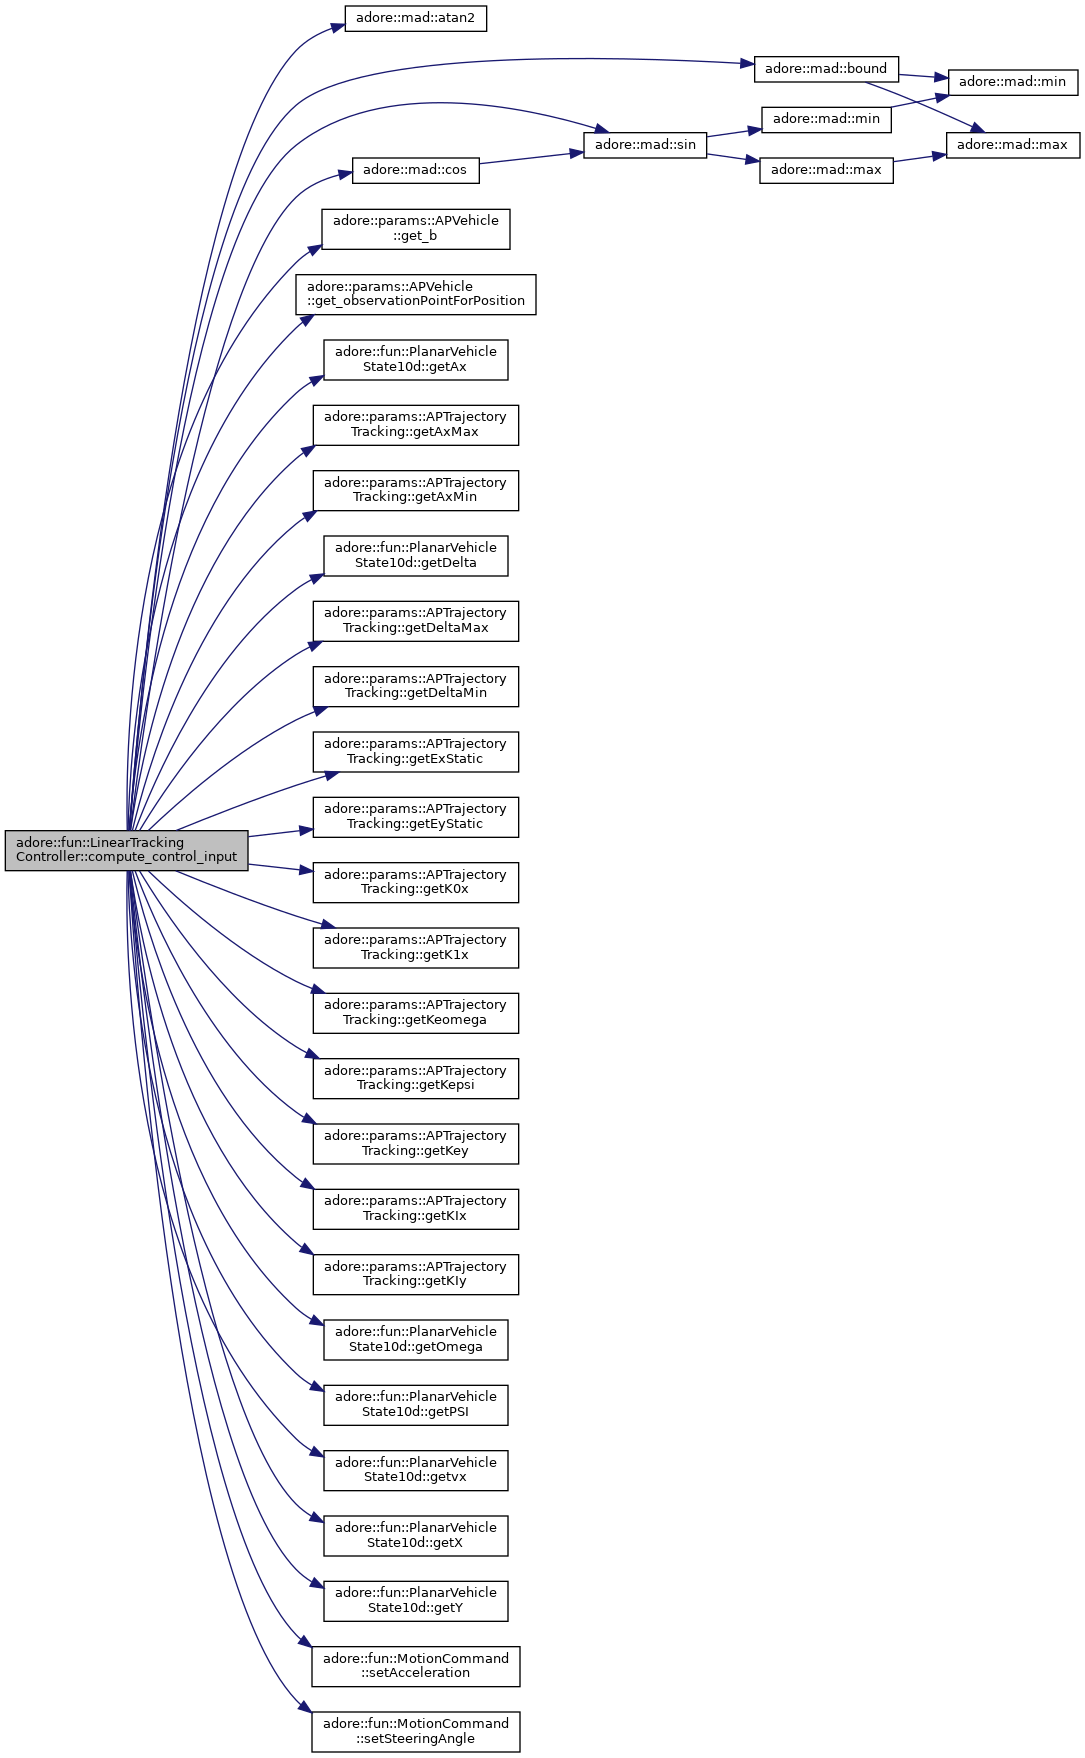 adore::mad::atan2
adore::mad::bound
adore::mad::min
adore::mad::min
adore::mad::sin
adore::mad::max
adore::mad::cos
adore::mad::max
adore::params::APVehicle
::get_b
adore::params::APVehicle
::get_observationPointForPosition
adore::fun::PlanarVehicle
State10d::getAx
adore::params::APTrajectory
Tracking::getAxMax
adore::params::APTrajectory
Tracking::getAxMin
adore::fun::PlanarVehicle
State10d::getDelta
adore::params::APTrajectory
Tracking::getDeltaMax
adore::params::APTrajectory
Tracking::getDeltaMin
adore::params::APTrajectory
Tracking::getExStatic
adore::params::APTrajectory
Tracking::getEyStatic
adore::fun::LinearTracking
Controller::compute_control_input
adore::params::APTrajectory
Tracking::getK0x
adore::params::APTrajectory
Tracking::getK1x
adore::params::APTrajectory
Tracking::getKeomega
adore::params::APTrajectory
Tracking::getKepsi
adore::params::APTrajectory
Tracking::getKey
adore::params::APTrajectory
Tracking::getKIx
adore::params::APTrajectory
Tracking::getKIy
adore::fun::PlanarVehicle
State10d::getOmega
adore::fun::PlanarVehicle
State10d::getPSI
adore::fun::PlanarVehicle
State10d::getvx
adore::fun::PlanarVehicle
State10d::getX
adore::fun::PlanarVehicle
State10d::getY
adore::fun::MotionCommand
::setAcceleration
adore::fun::MotionCommand
::setSteeringAngle